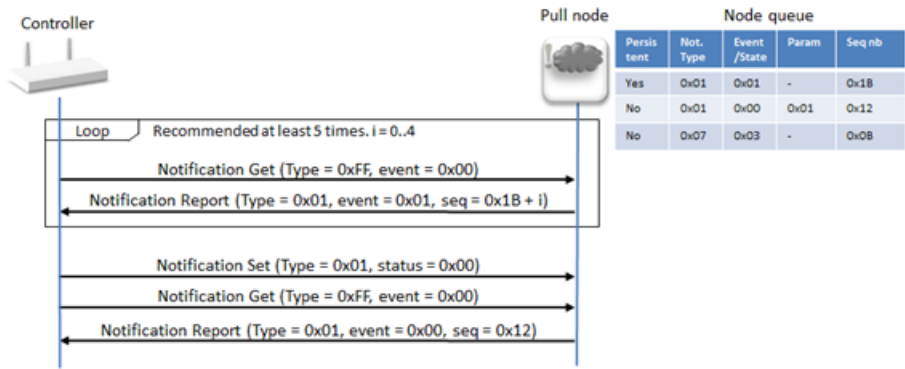 Controller
Pull node
Node queue
Persis tent Not. Type Event /State Param Seq nb
Yes 0x01 0x01 - 0x1B
No 0x01 0x00 0x01 0x12
No 0x07 0x03 - 0x0B
Loop Recommended at least 5 times. i = 0..4
Notification Get (Type = 0xFF, event = 0x00)
Notification Report (Type = 0x01, event = 0x01, seq = 0x1B + i)
Notification Set (Type = 0x01, status = 0x00)
Notification Get (Type = 0xFF, event = 0x00)
Notification Report (Type = 0x01, event = 0x00, seq = 0x12)